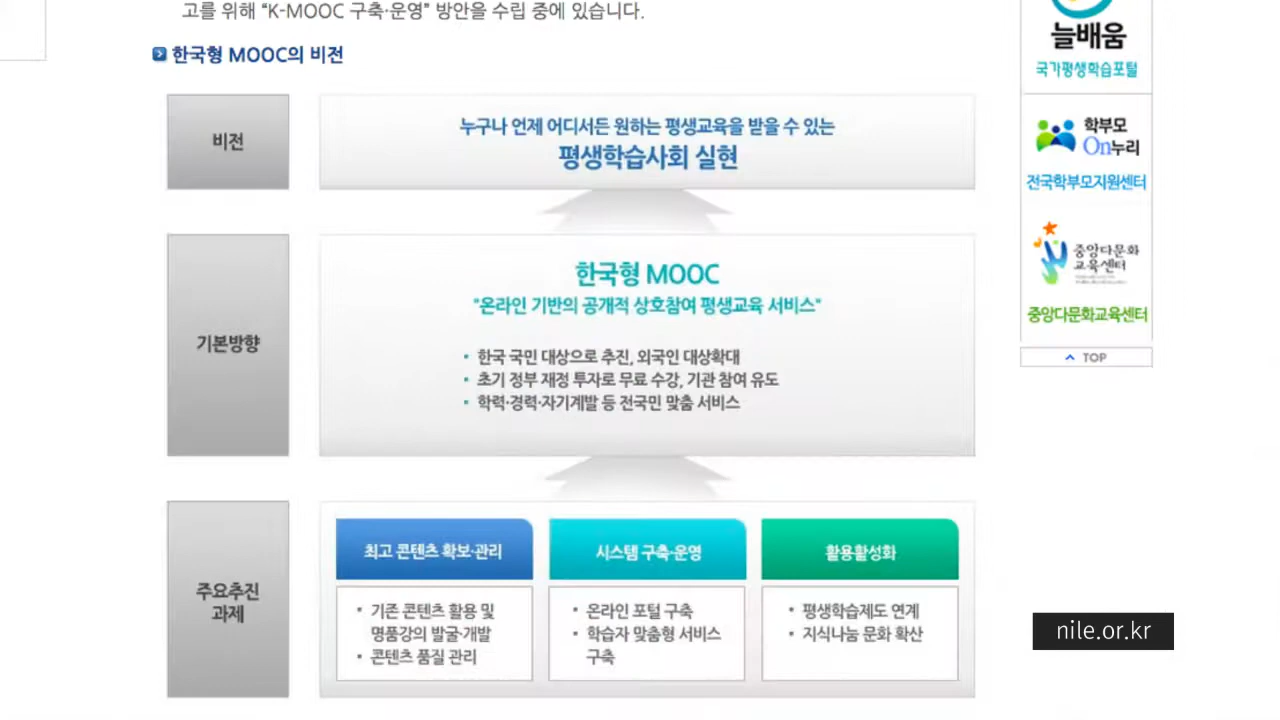 고를 위해 “K-MOOC 구축·운영” 방안을 수립 중에 있습니다.
한국형 MOOC의 비전
비전
누구나 언제 어디서든 원하는 평생교육을 받을 수 있는
평생학습사회 실현
기본방향
한국형 MOOC
"온라인 기반의 공개적 상호참여 평생교육 서비스"
• 한국 국민 대상으로 추진, 외국인 대상확대
• 초기 정부 재정 투자로 무료 수강, 기관 참여 유도
• 학력·경력·자기계발 등 전국민 맞춤 서비스
주요추진
과제
최고 콘텐츠 확보·관리
• 기존 콘텐츠 활용 및
명품강의 발굴·개발
• 콘텐츠 품질 관리
시스템 구축·운영
• 온라인 포털 구축
• 학습자 맞춤형 서비스
구축
활용활성화
• 평생학습제도 연계
• 지식나눔 문화 확산
늘배움
국가평생학습포털
학부모
On누리
전국학부모지원센터
중앙다문화
교육센터
중앙다문화교육센터
TOP
nile.or.kr